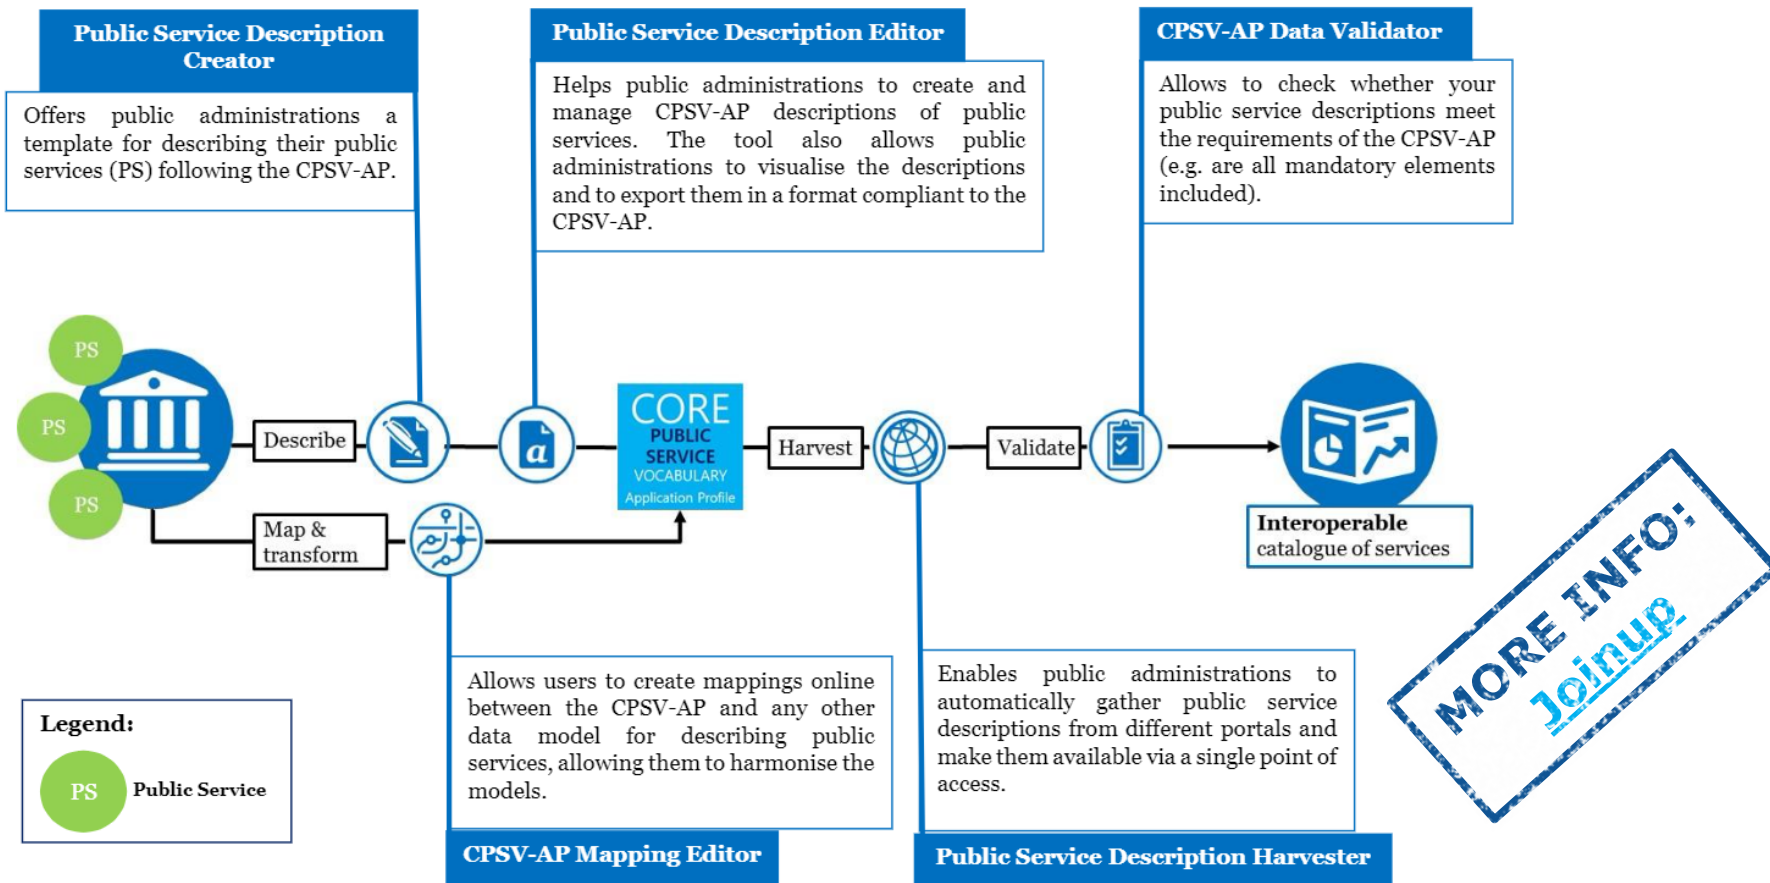 Public Service Description
Creator
Offers public administrations a
template for describing their public
services (PS) following the CPSV-AP.
Public Service Description Editor
Helps public administrations to create and
manage CPSV-AP descriptions of public
services. The tool also allows public
administrations to visualise the descriptions
and to export them in a format compliant to the
CPSV-AP.
CPSV-AP Data Validator
Allows to check whether your
public service descriptions meet
the requirements of the CPSV-AP
(e.g. are all mandatory elements
included).
PS
PS
PS
Describe
a
CORE
PUBLIC
SERVICE
VOCABULARY
Application Profile
Harvest
Validate
Map &
transform
Interoperable
catalogue of services
MORE INFO:
Joinup
Legend:
PS
Public Service
Allows users to create mappings online
between the CPSV-AP and any other
data model for describing public
services, allowing them to harmonise the
models.
CPSV-AP Mapping Editor
Enables public administrations to
automatically gather public service
descriptions from different portals and
make them available via a single point of
access.
Public Service Description Harvester